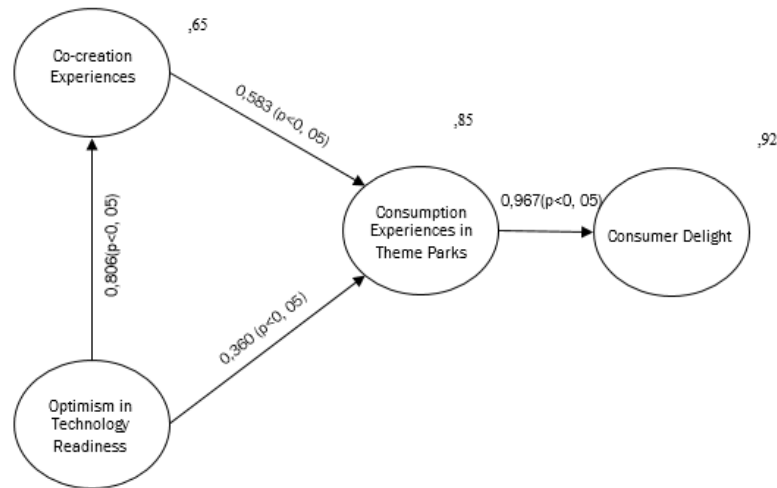 ,65
Co-creation
Experiences
0,583 (p<0, 05)
,85
,92
0,806(p<0, 05)
Consumption
Experiences in
Theme Parks
0,967(p<0, 05)
Consumer Delight
0,360 (p<0, 05)
Optimism in
Technology
Readiness